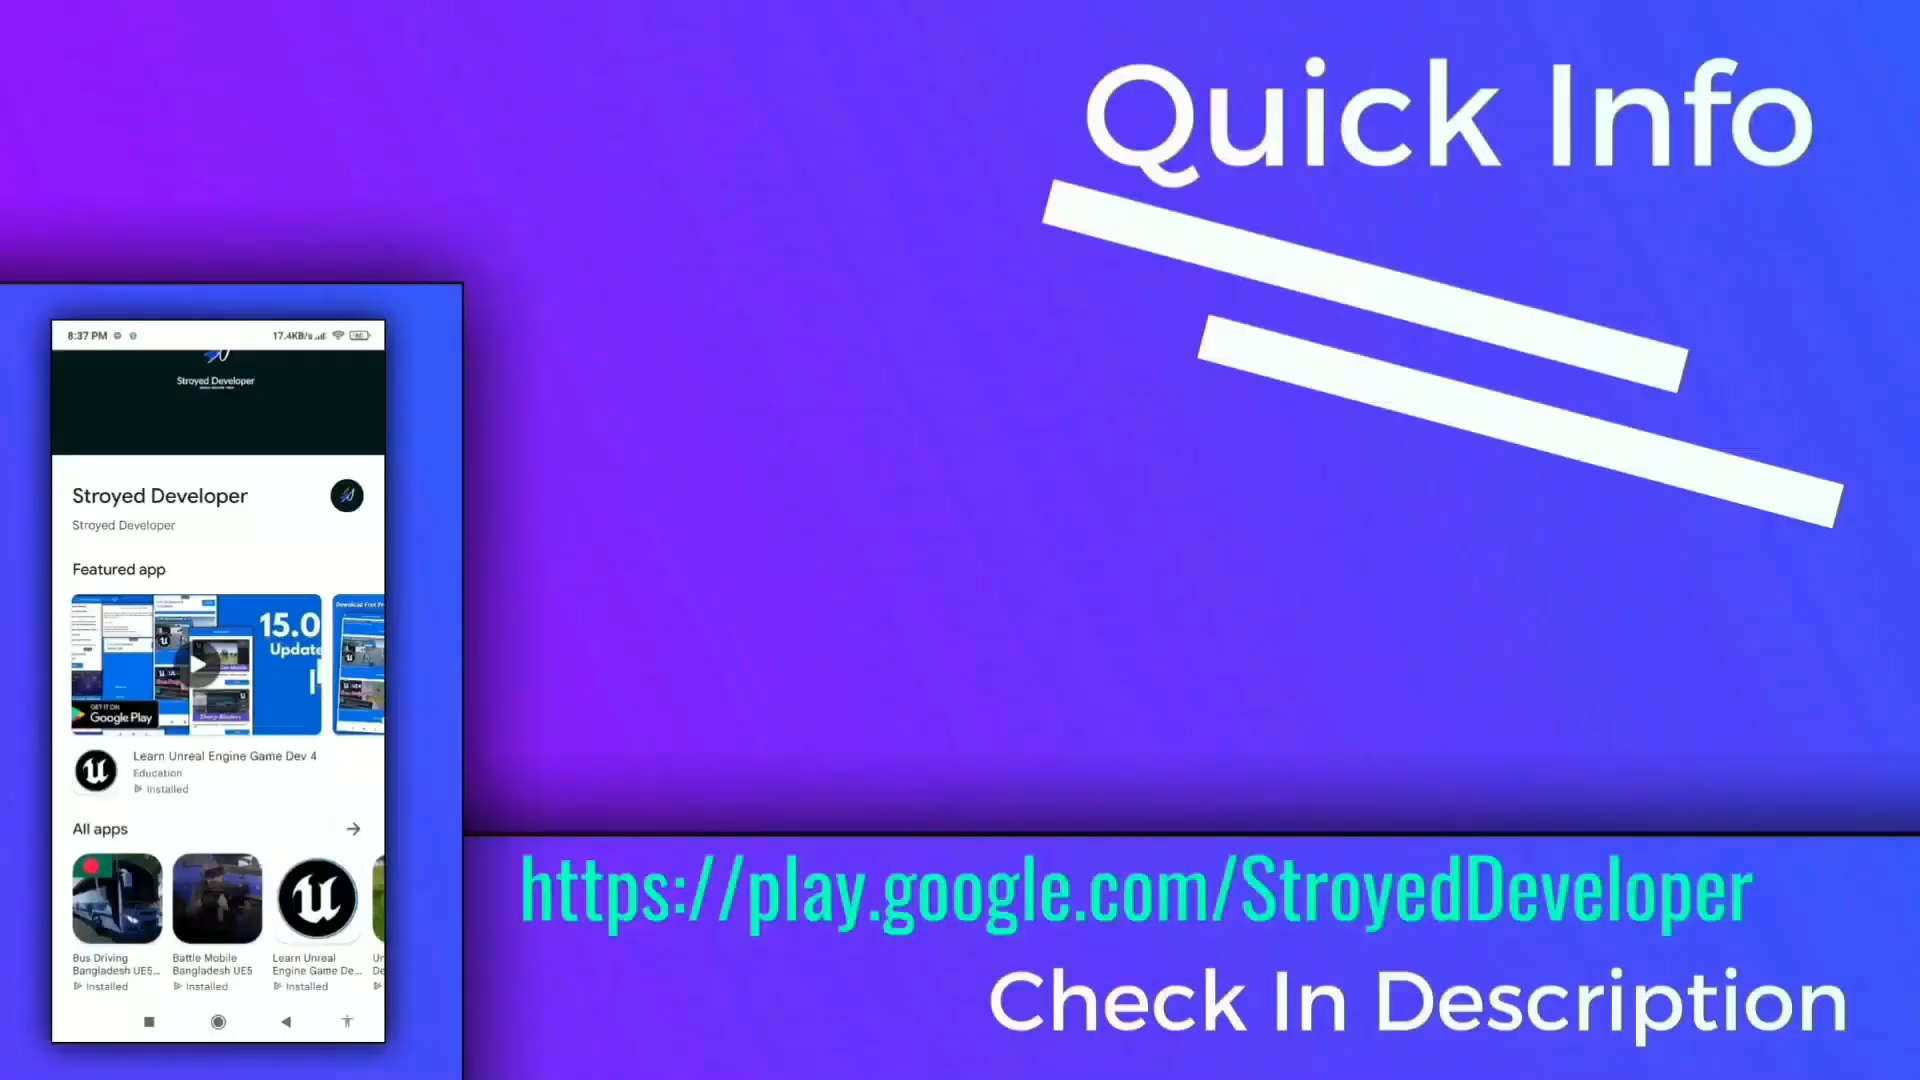 Quick Info
8:37 PM
17.4KB/s
Stroyed Developer
Stroyed Developer
Stroyed Developer
Featured app
15.0
Update
Download Free Pr
GET IT ON
Google Play
Learn Unreal Engine Game Dev 4
Education
Installed
All apps
Bus Driving
Bangladesh UE5...
Installed
Battle Mobile
Bangladesh UE5
Installed
Learn Unreal
Engine Game De...
Installed
https://play.google.com/StroyedDeveloper
Check In Description